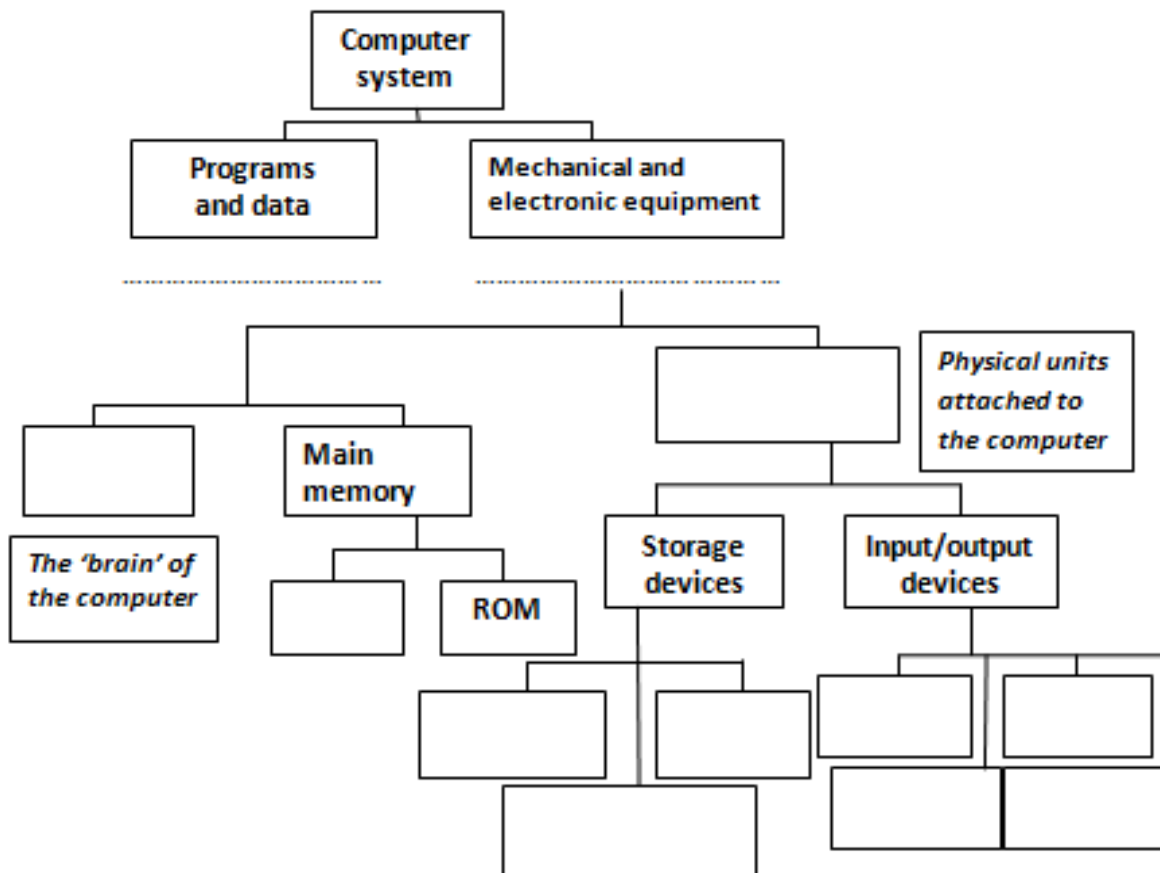 Computer
system
Programs
and data
Mechanical and
electronic equipment
Physical units
attached to
the computer
Main
memory
The ‘brain’ of
the computer
Storage
devices
Input/output
devices
ROM